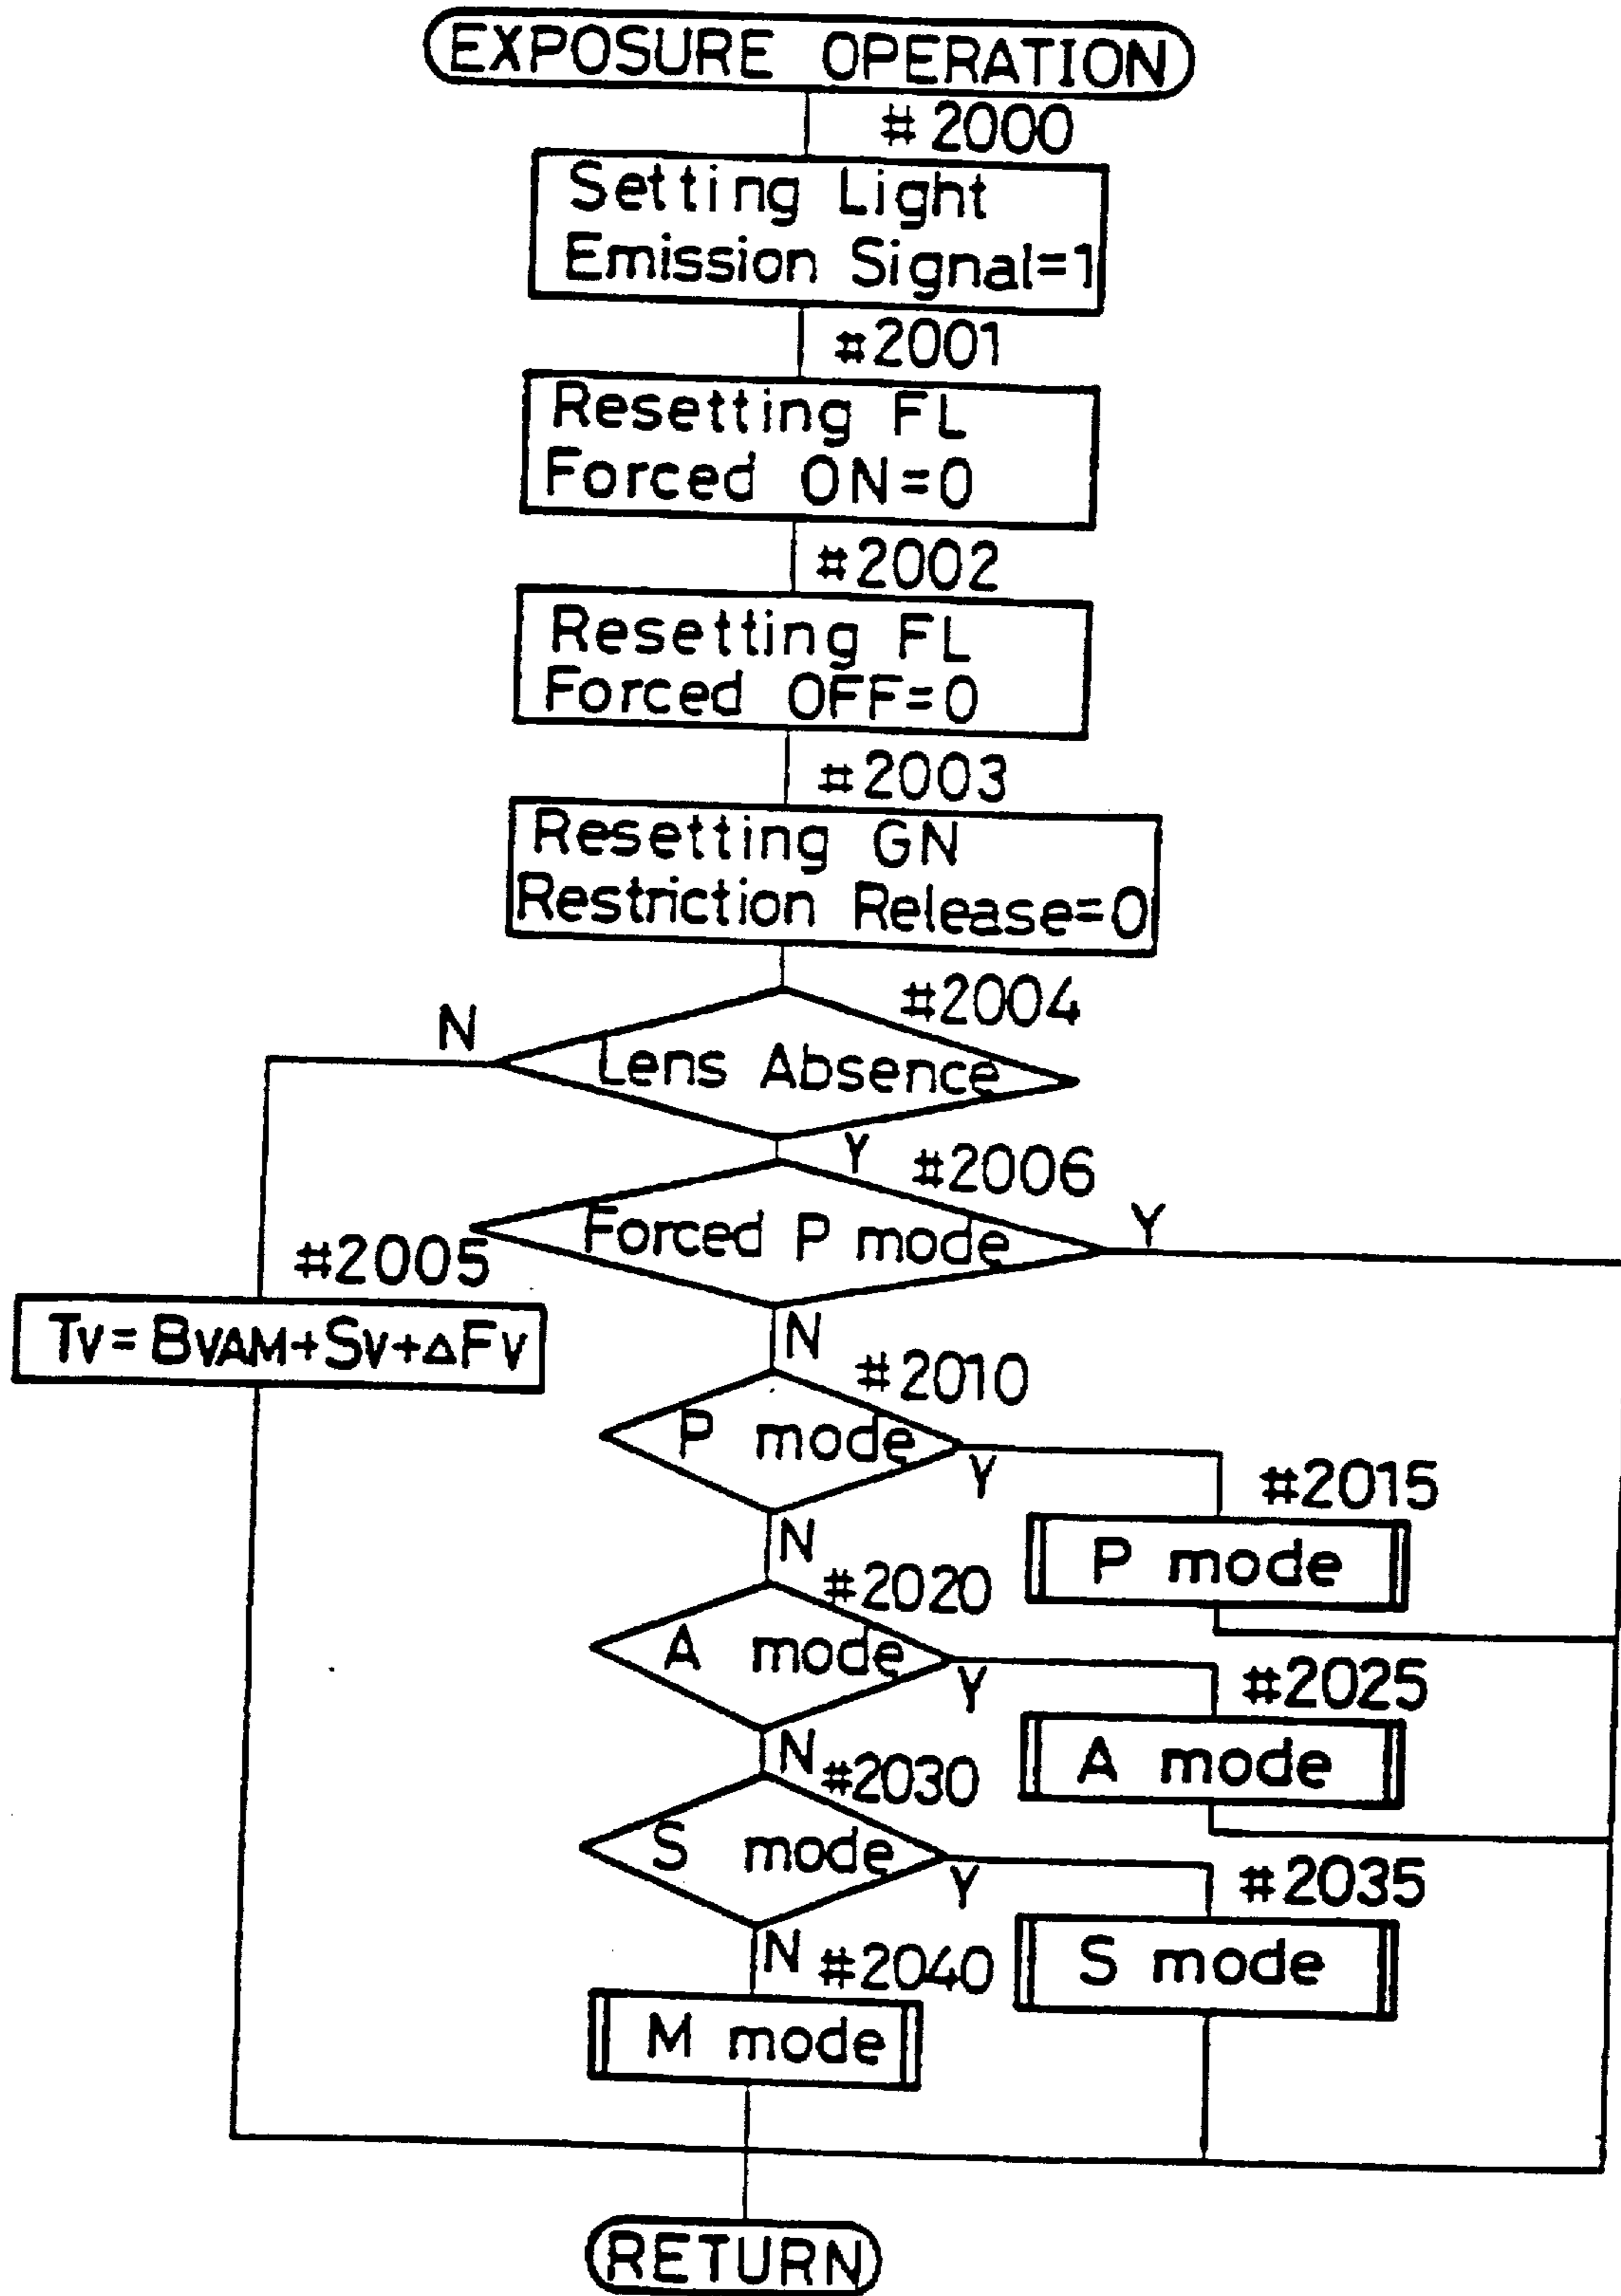 EXPOSURE OPERATION
#2000
Setting Light
Emission Signal=1
#2001
Resetting FL
Forced ON=0
#2002
Resetting FL
Forced OFF=0
#2003
Resetting GN
Restriction Release=0
#2004
N
Lens Absence
Y
#2006
Forced P mode
Y
#2005
Tv=BVAM+Sv+△Fv
N
#2010
P mode
Y
#2015
P mode
N
#2020
A mode
Y
#2025
A mode
N
#2030
S mode
Y
#2035
S mode
N
#2040
M mode
RETURN